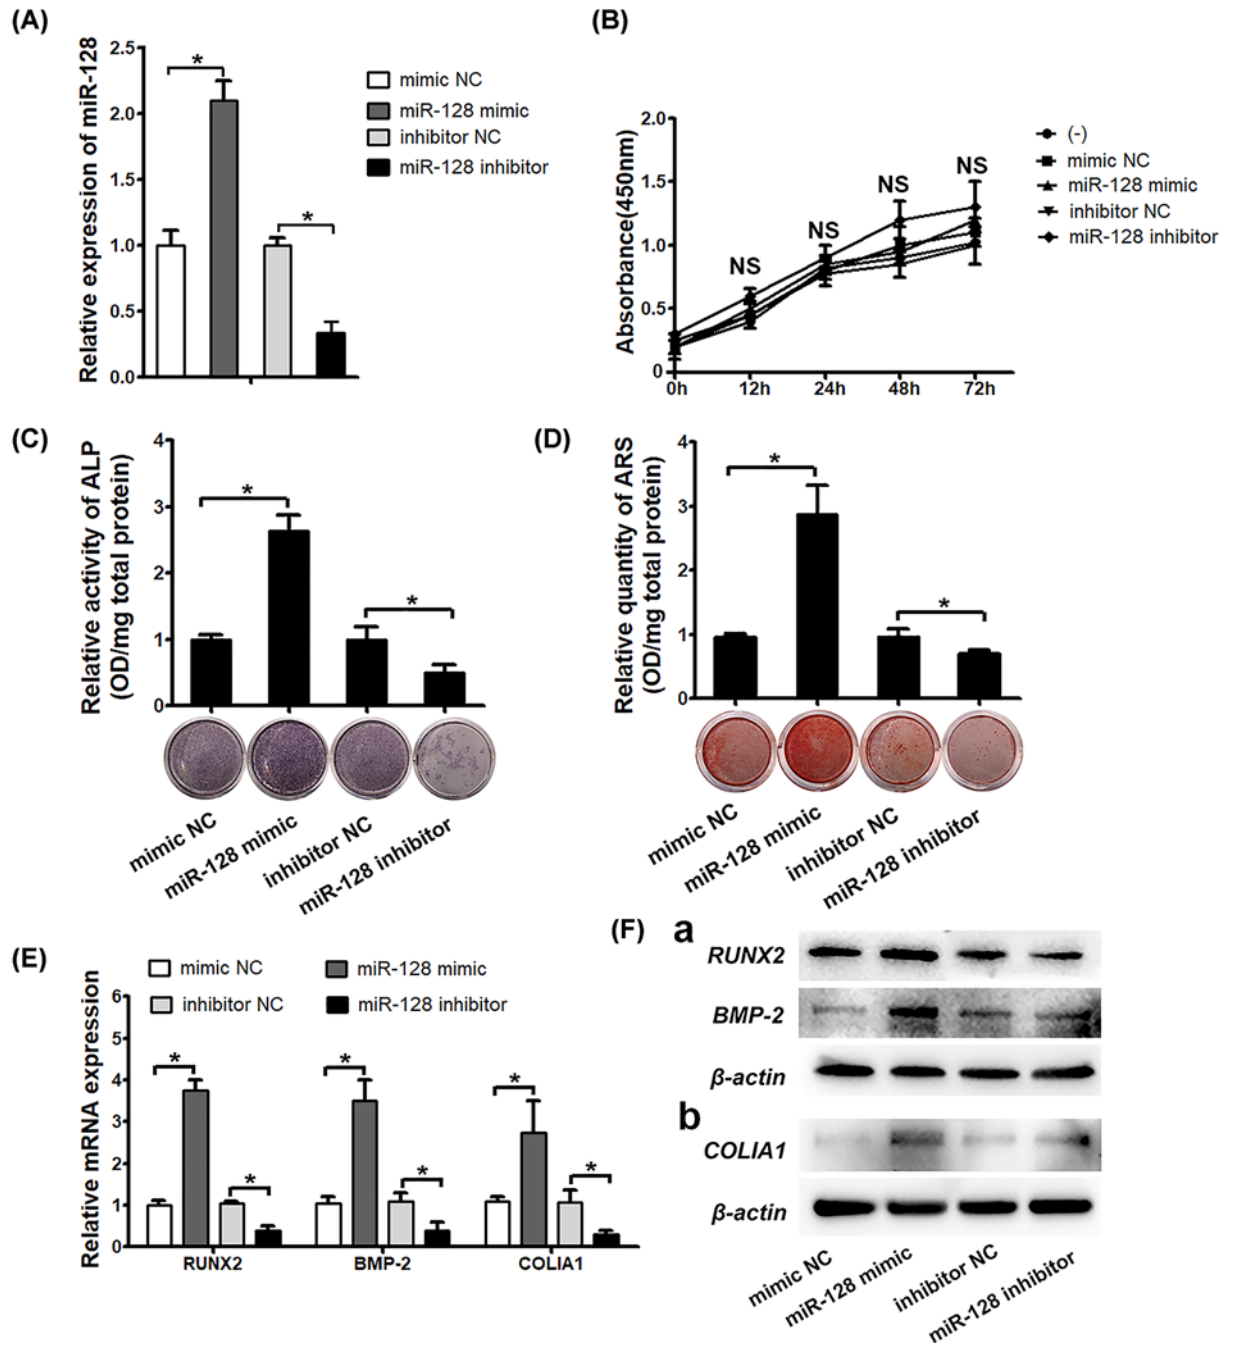 (A)
Relative expression of miR-128
2.5
2.0
1.5
1.0
0.5
0.0
*
*
mimic NC
miR-128 mimic
inhibitor NC
miR-128 inhibitor
(B)
Absorbance(450nm)
2.0
1.5
1.0
0.5
0
NS
NS
NS
NS
0h 12h 24h 48h 72h
(-)
mimic NC
miR-128 mimic
inhibitor NC
miR-128 inhibitor
(C)
Relative activity of ALP
(OD/mg total protein)
4
3
2
1
0
*
*
mimic NC
miR-128 mimic
inhibitor NC
miR-128 inhibitor
(D)
Relative quantity of ARS
(OD/mg total protein)
4
3
2
1
0
*
*
mimic NC
miR-128 mimic
inhibitor NC
miR-128 inhibitor
(E)
mimic NC
miR-128 mimic
inhibitor NC
miR-128 inhibitor
Relative mRNA expression
6
5
4
3
2
1
0
*
*
*
*
*
*
RUNX2 BMP-2 COLIA1
(F)
a
RUNX2
BMP-2
β-actin
b
COLIA1
β-actin
mimic NC
miR-128 mimic
inhibitor NC
miR-128 inhibitor